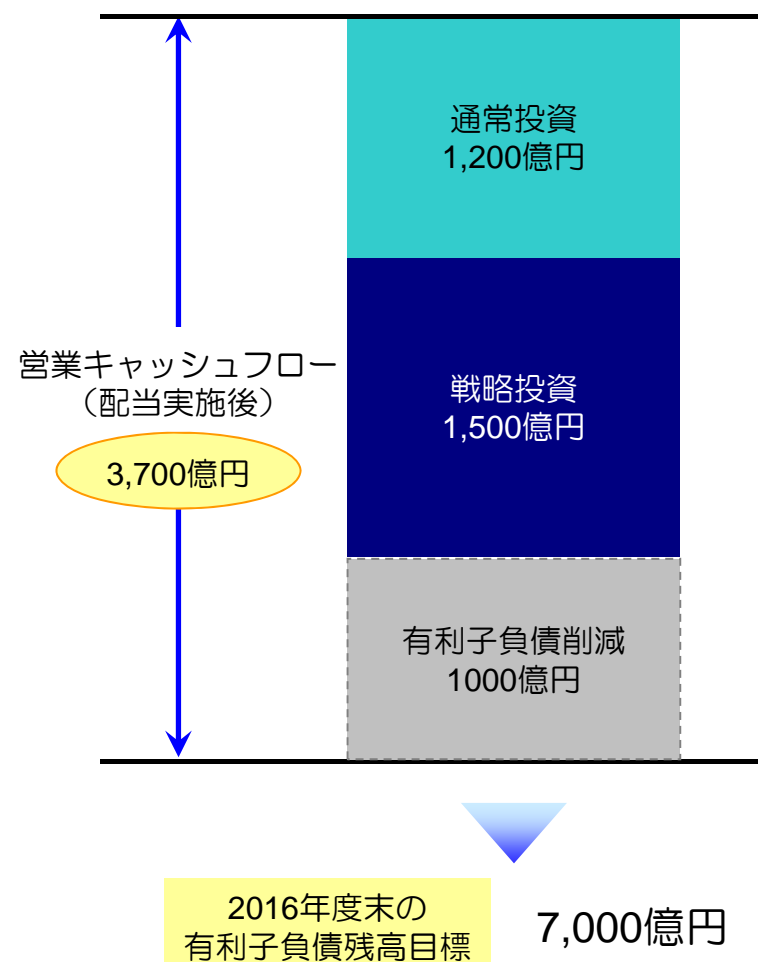 通常投資
1,200億円
営業キャッシュフロー
（配当実施後）
3,700億円
戦略投資
1,500億円
有利子負債削減
1000億円
2016年度末の
有利子負債残高目標
7,000億円